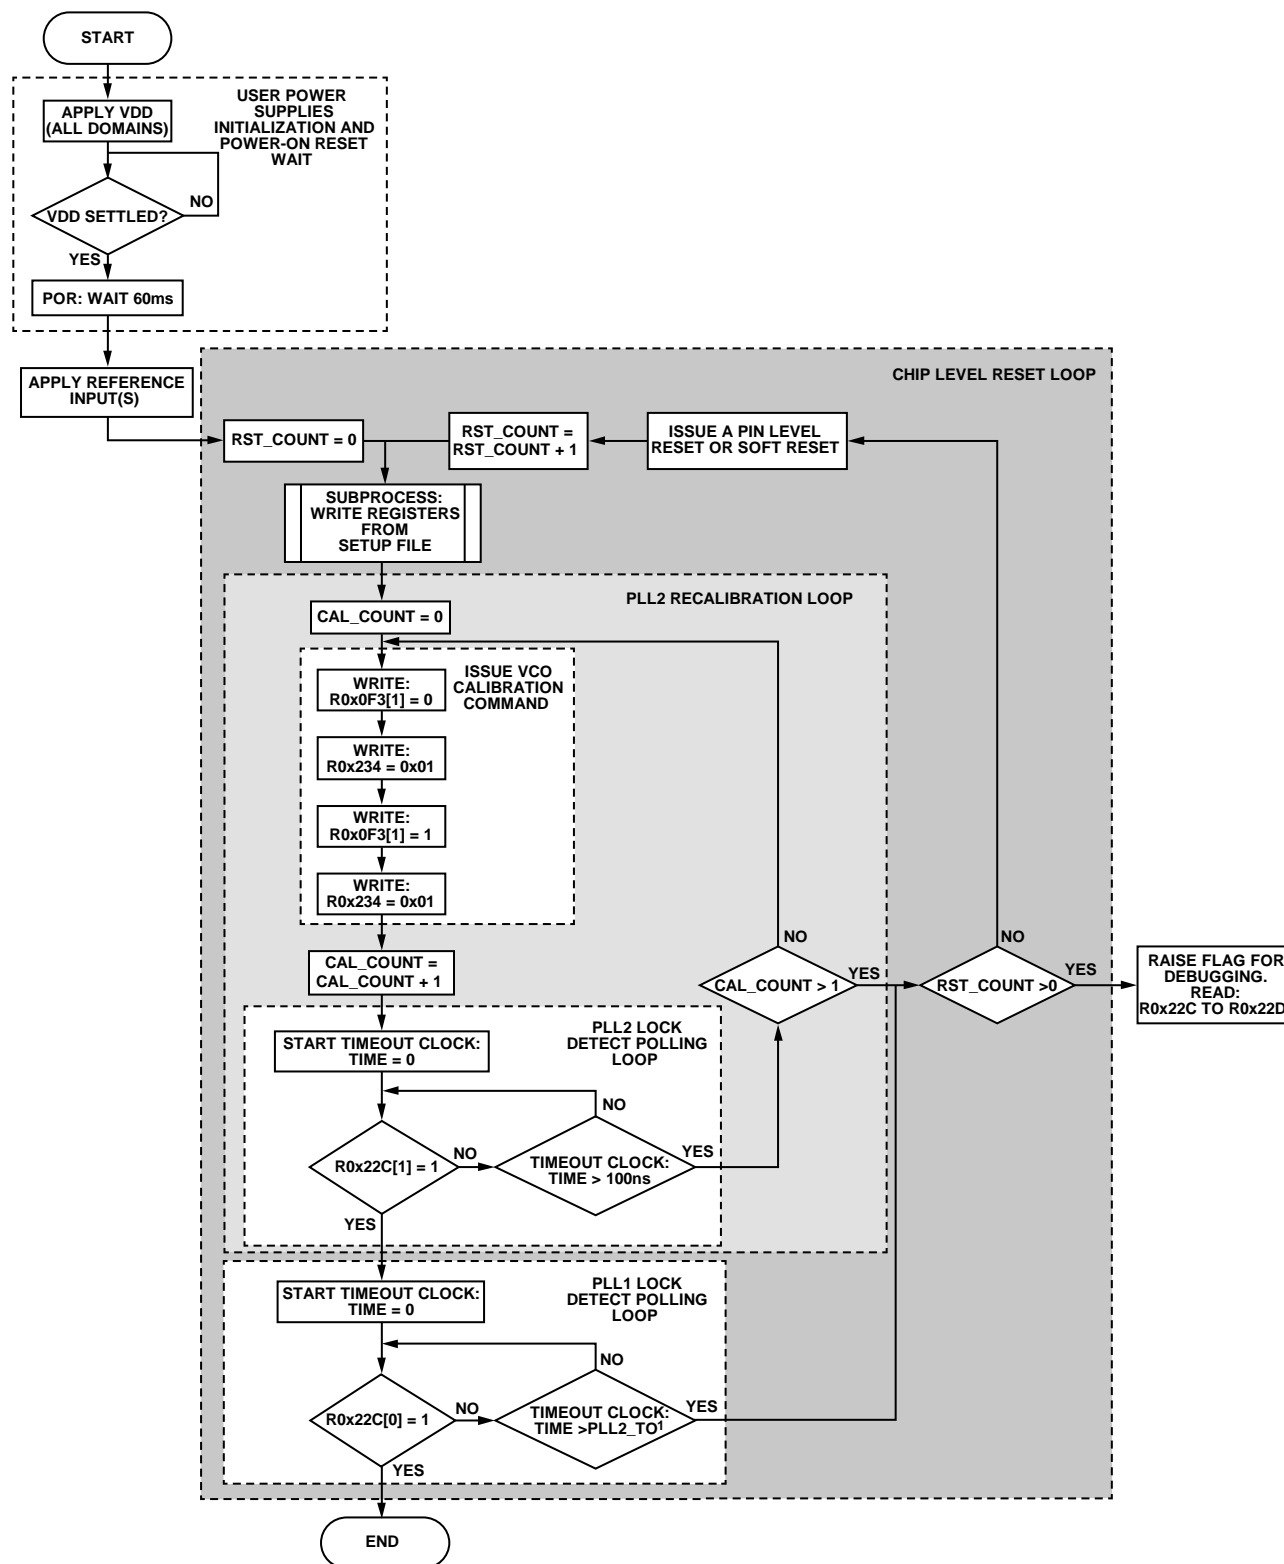 START
APPLY VDD
(ALL DOMAINS)
USER POWER
SUPPLIES
INITIALIZATION AND
POWER-ON RESET
WAIT
NO
VDD SETTLED?
YES
POR: WAIT 60ms
APPLY REFERENCE
INPUT(S)
CHIP LEVEL RESET LOOP
RST_COUNT = 0
RST_COUNT =
RST_COUNT + 1
ISSUE A PIN LEVEL
RESET OR SOFT RESET
SUBPROCESS:
WRITE REGISTERS
FROM
SETUP FILE
PLL2 RECALIBRATION LOOP
CAL_COUNT = 0
ISSUE VCO
CALIBRATION
COMMAND
WRITE:
R0x0F3[1] = 0
WRITE:
R0x234 = 0x01
WRITE:
R0x0F3[1] = 1
WRITE:
R0x234 = 0x01
CAL_COUNT =
CAL_COUNT + 1
NO
CAL_COUNT > 1
YES
NO
RST_COUNT >0
YES
RAISE FLAG FOR
DEBUGGING.
READ:
R0x22C TO R0x22D
PLL2 LOCK
DETECT POLLING
LOOP
START TIMEOUT CLOCK:
TIME = 0
NO
R0x22C[1] = 1
NO
TIMEOUT CLOCK:
TIME > 100ns
YES
YES
PLL1 LOCK
DETECT POLLING
LOOP
START TIMEOUT CLOCK:
TIME = 0
NO
R0x22C[0] = 1
NO
TIMEOUT CLOCK:
TIME >PLL2_TO¹
YES
YES
END